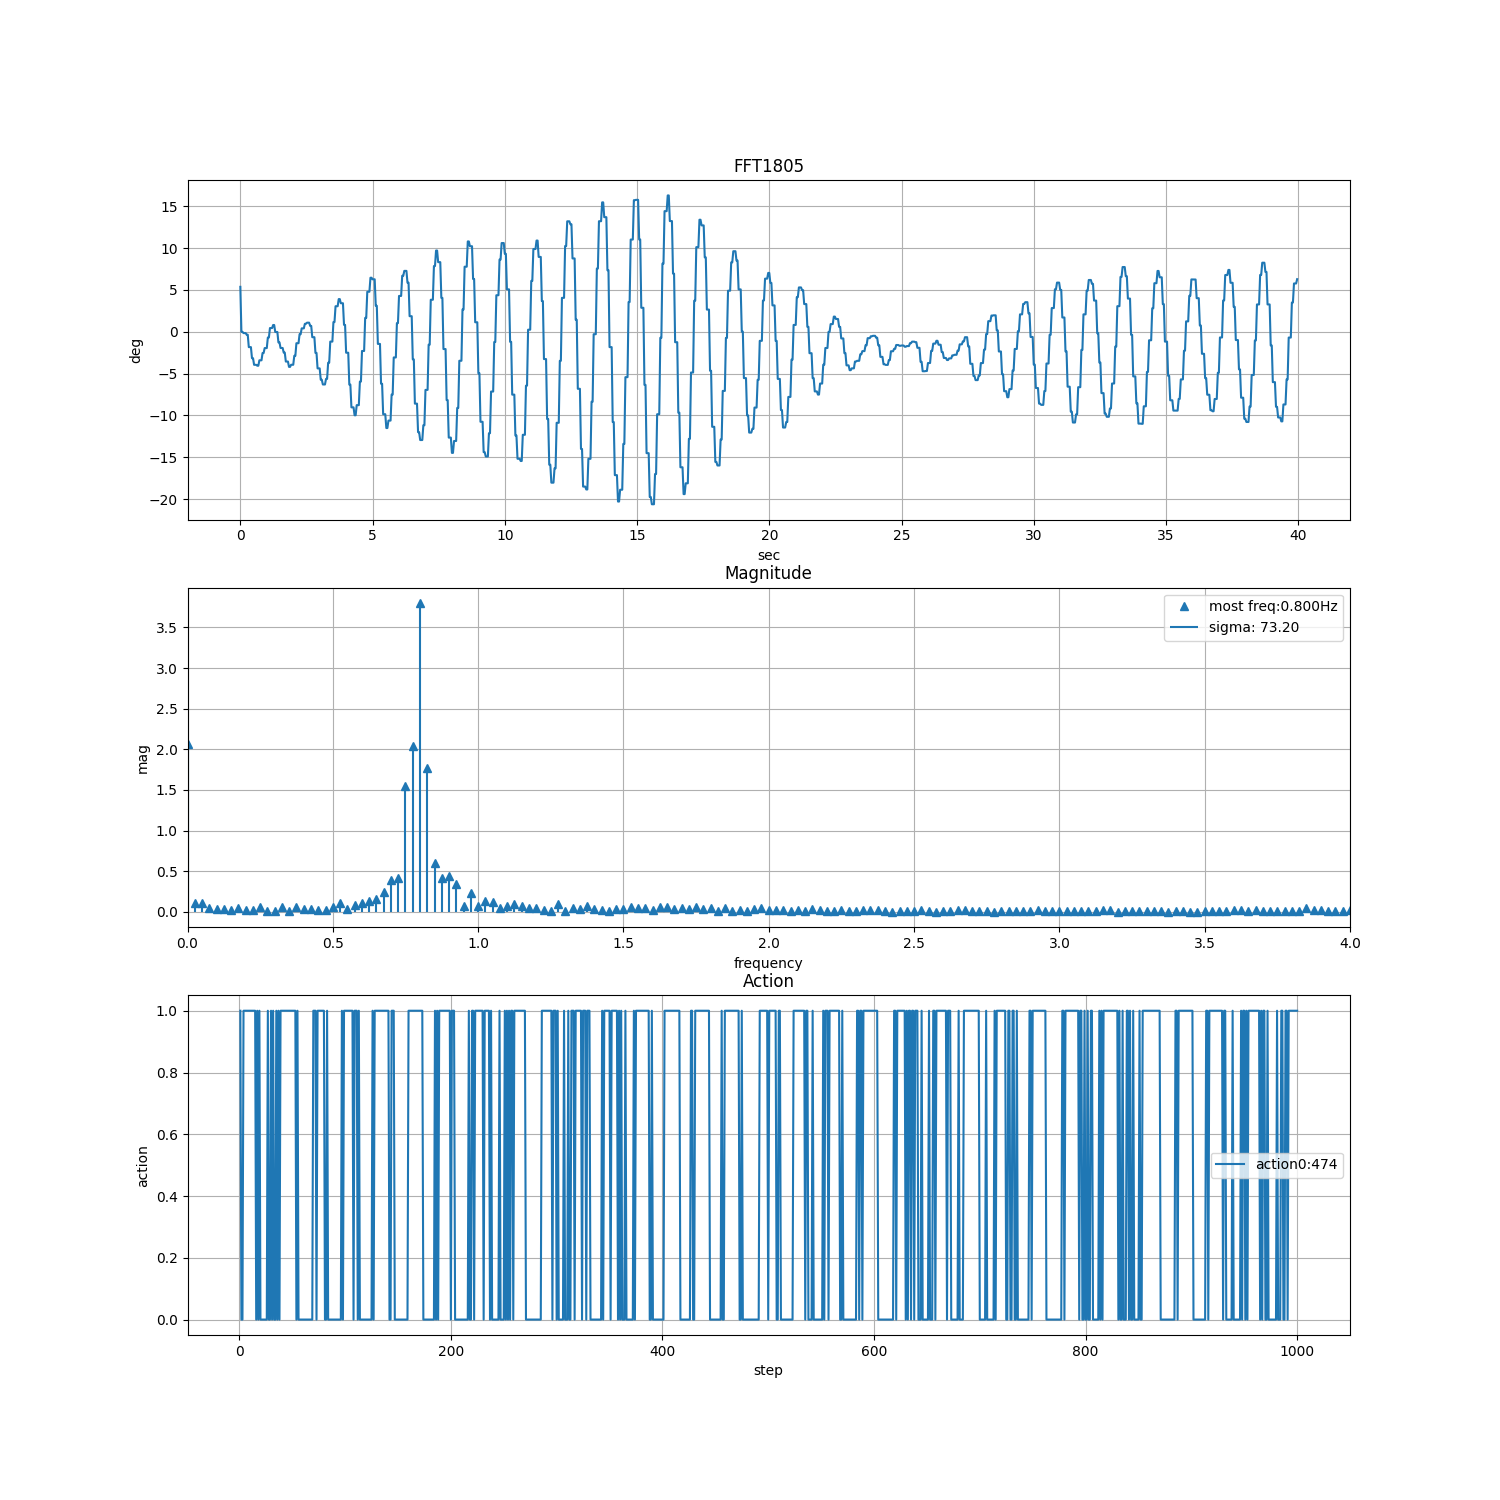 FFT1805
15
10
5
0
−5
−10
−15
−20
deg
0 5 10 15 20 25 30 35 40
sec
Magnitude
3.5
3.0
2.5
2.0
1.5
1.0
0.5
0.0
mag
most freq:0.800Hz
sigma: 73.20
0.0 0.5 1.0 1.5 2.0 2.5 3.0 3.5 4.0
frequency
Action
1.0
0.8
0.6
0.4
0.2
0.0
action
action0:474
0 200 400 600 800 1000
step